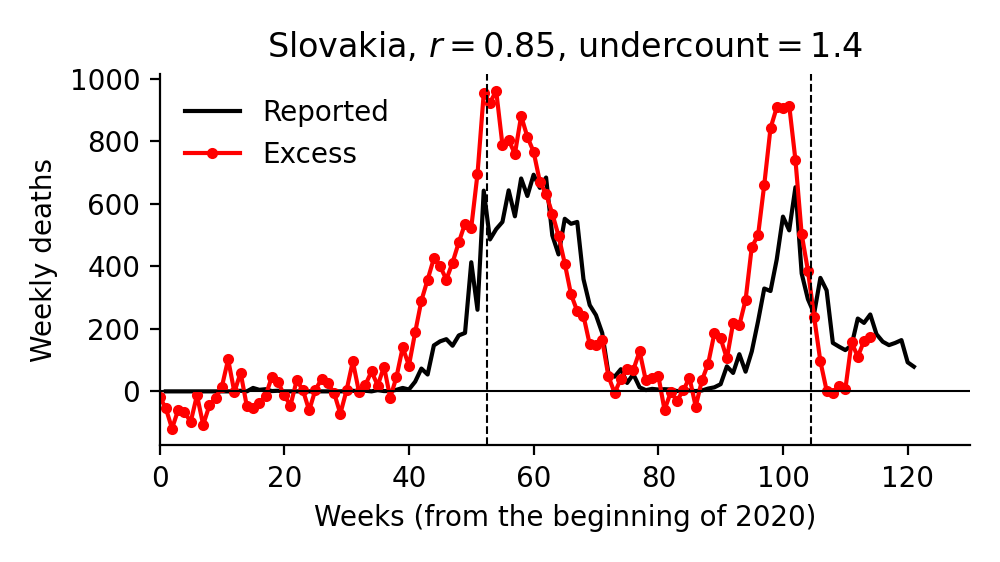 Slovakia, r = 0.85, undercount = 1.4
Weekly deaths
1000
800
600
400
200
0
Reported
Excess
0 20 40 60 80 100 120
Weeks (from the beginning of 2020)